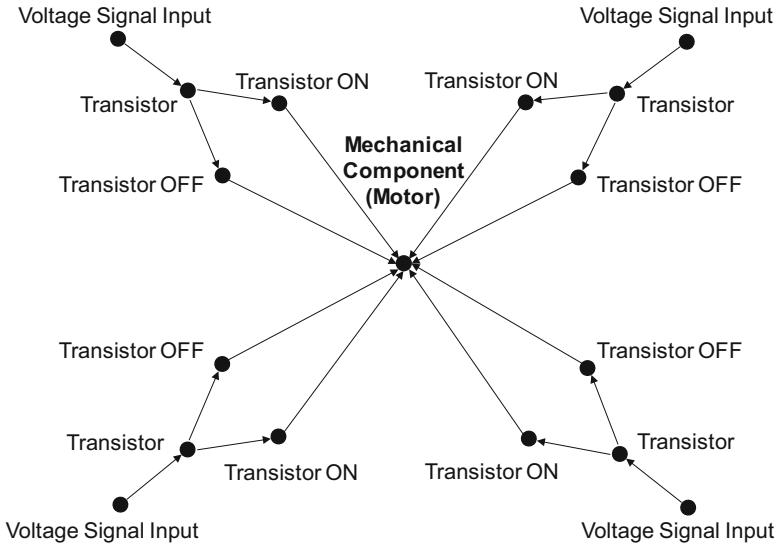 Voltage Signal Input
Voltage Signal Input
Transistor ON
Transistor ON
Transistor
Transistor
Mechanical
Component
(Motor)
Transistor OFF
Transistor OFF
Transistor OFF
Transistor OFF
Transistor
Transistor
Transistor ON
Transistor ON
Voltage Signal Input
Voltage Signal Input